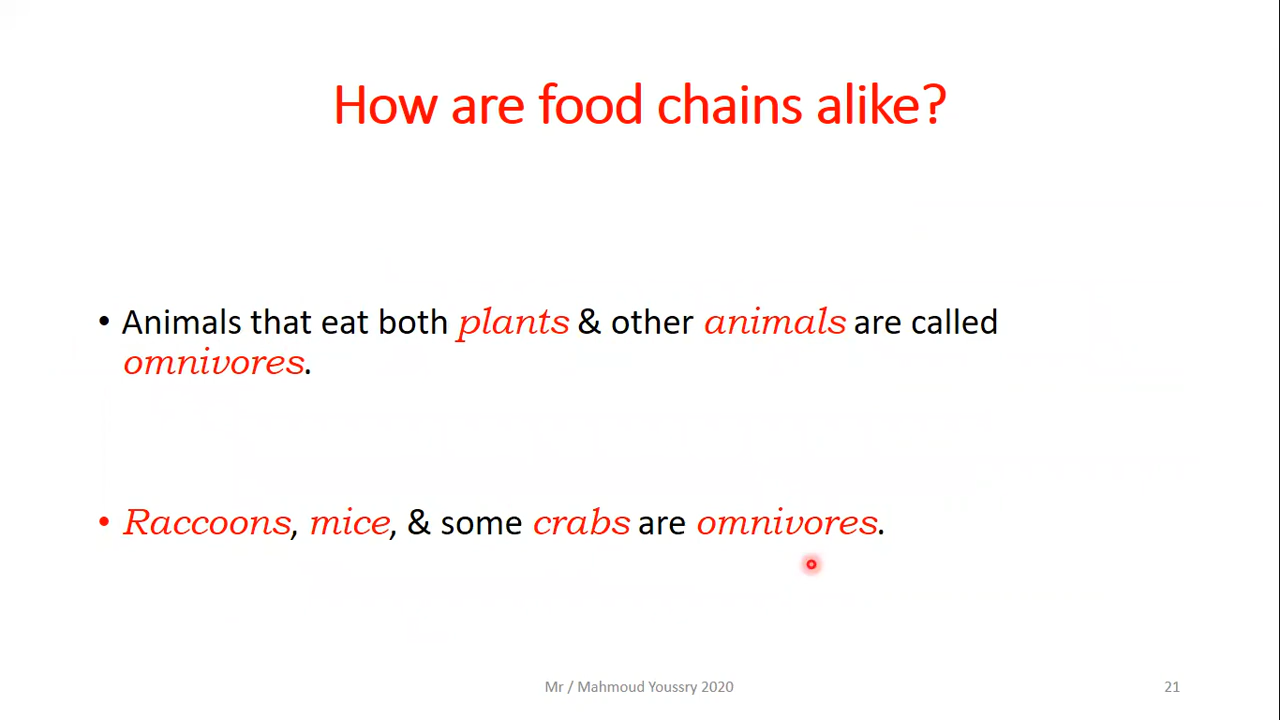 How are food chains alike?
• Animals that eat both plants & other animals are called
omnivores.
• Raccoons, mice, & some crabs are omnivores.
Mr / Mahmoud Youssry 2020
21